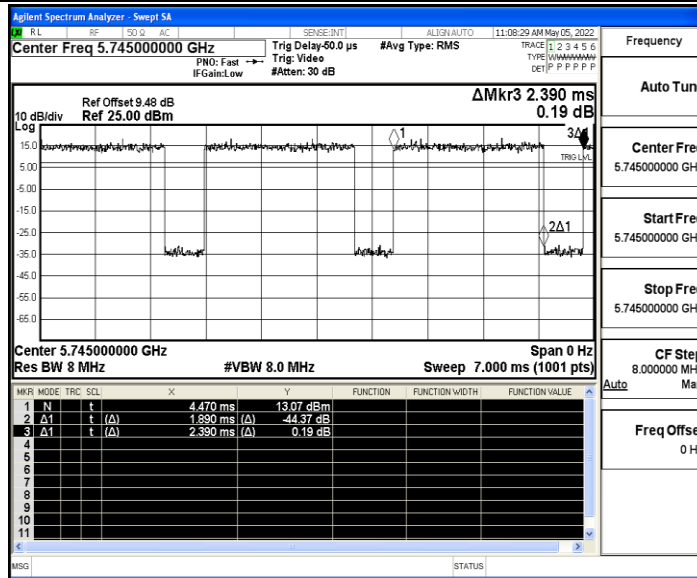 Agilent Spectrum Analyzer - Swept SA
RL RF 50 Ω AC SENSE:INT ALIGN AUTO 11:08:29 AM May 05, 2022
Center Freq 5.745000000 GHz
PNO: Fast
IFGain:Low
Trig Delay-50.0 µs
Trig: Video
#Atten: 30 dB
#Avg Type: RMS
TRACE 1 2 3 4 5 6
TYPE WWWWWW
DET P P P P P P
Ref Offset 9.48 dB
10 dB/div Ref 25.00 dBm
ΔMkr3 2.390 ms
0.19 dB
Log
15.0
5.00
-5.00
-15.0
-25.0
-35.0
-45.0
-55.0
-65.0
1
3Δ1
TRIG LVL
2Δ1
Center 5.745000000 GHz Span 0 Hz
Res BW 8 MHz #VBW 8.0 MHz Sweep 7.000 ms (1001 pts)
MKR MODE TRC SCL X Y FUNCTION FUNCTION WIDTH FUNCTION VALUE
1 N t 4.470 ms 13.07 dBm
2 Δ1 t (Δ) 1.890 ms (Δ) -44.37 dB
3 Δ1 t (Δ) 2.390 ms (Δ) 0.19 dB
4
5
6
7
8
9
10
11
MSG STATUS
Frequency
Auto Tun
Center Fre
5.745000000 GH
Start Fre
5.745000000 GH
Stop Fre
5.745000000 GH
CF Step
8.000000 MH
Auto Ma
Freq Offse
0 H